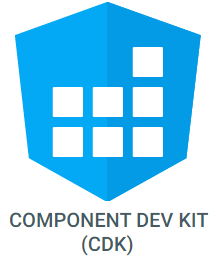 COMPONENT DEV KIT
(CDK)